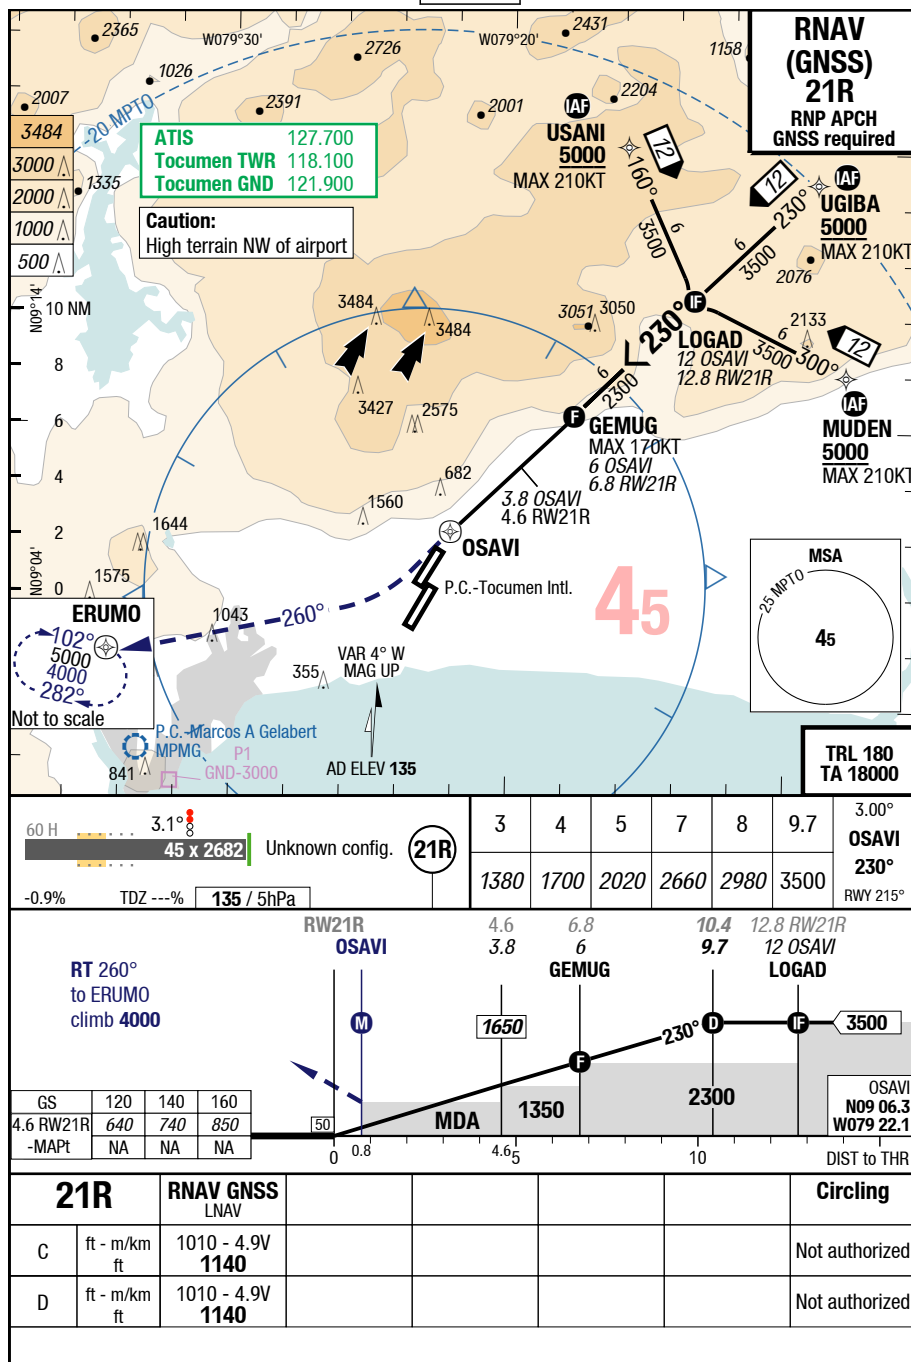 2365
W079°30'
2726
W079°20'
2431
1158
RNAV
(GNSS)
21R
RNP APCH
GNSS required
1026
2007
20 MPTO
2391
2001
2204
IAF
USANI
5000
MAX 210KT
3484
3000
2000
1000
500
1335
ATIS 127.700
Tocumen TWR 118.100
Tocumen GND 121.900
Caution:
High terrain NW of airport
12
160°
6
3500
12
230°
6
3500
IAF
UGIBA
5000
MAX 210KT
2076
N09°14'
10 NM
8
6
4
2
0
N09°04'
3484
3484
3051
3050
230°
IF
LOGAD
12 OSAVI
12.8 RW21R
2133
6
3500
300°
12
IAF
MUDEN
5000
MAX 210KT
6
2300
3427
2575
F
GEMUG
MAX 170KT
6 OSAVI
6.8 RW21R
682
3.8 OSAVI
4.6 RW21R
1560
1644
OSAVI
1575
P.C.-Tocumen Intl.
45
MSA
25 MPTO
45
ERUMO
102°
5000
4000
282°
Not to scale
1043
260°
355
VAR 4° W
MAG UP
P.C.-Marcos A Gelabert
MPMG
P1
GND-3000
841
AD ELEV 135
TRL 180
TA 18000
60 H
3.1°
45 x 2682
Unknown config.
21R
-0.9%
TDZ ---%
135 / 5hPa
3 4 5 7 8 9.7
1380 1700 2020 2660 2980 3500
3.00°
OSAVI
230°
RWY 215°
RW21R 4.6 6.8 10.4 12.8 RW21R
OSAVI 3.8 6 9.7 12 OSAVI
GEMUG LOGAD
RT 260°
to ERUMO
climb 4000
M
1650
230°
D
IF
3500
F
50
MDA
1350
2300
OSAVI
N09 06.3
W079 22.1
GS 120 140 160
4.6 RW21R 640 740 850
-MAPt NA NA NA
0 0.8 4.6 5 10 DIST to THR
21R
RNAV GNSS
LNAV
Circling
C
ft - m/km
ft
1010 - 4.9V
1140
Not authorized
D
ft - m/km
ft
1010 - 4.9V
1140
Not authorized